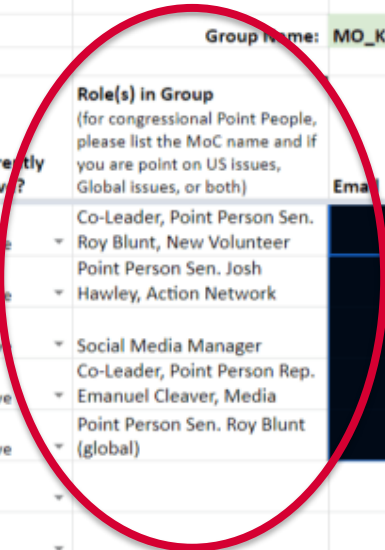 Group Name: MO_K
Role(s) in Group
(for congressional Point People,
please list the MoC name and if
you are point on US issues,
Global issues, or both)
Email
Co-Leader, Point Person Sen.
Roy Blunt, New Volunteer
Point Person Sen. Josh
Hawley, Action Network
Social Media Manager
Co-Leader, Point Person Rep.
Emanuel Cleaver, Media
Point Person Sen. Roy Blunt
(global)